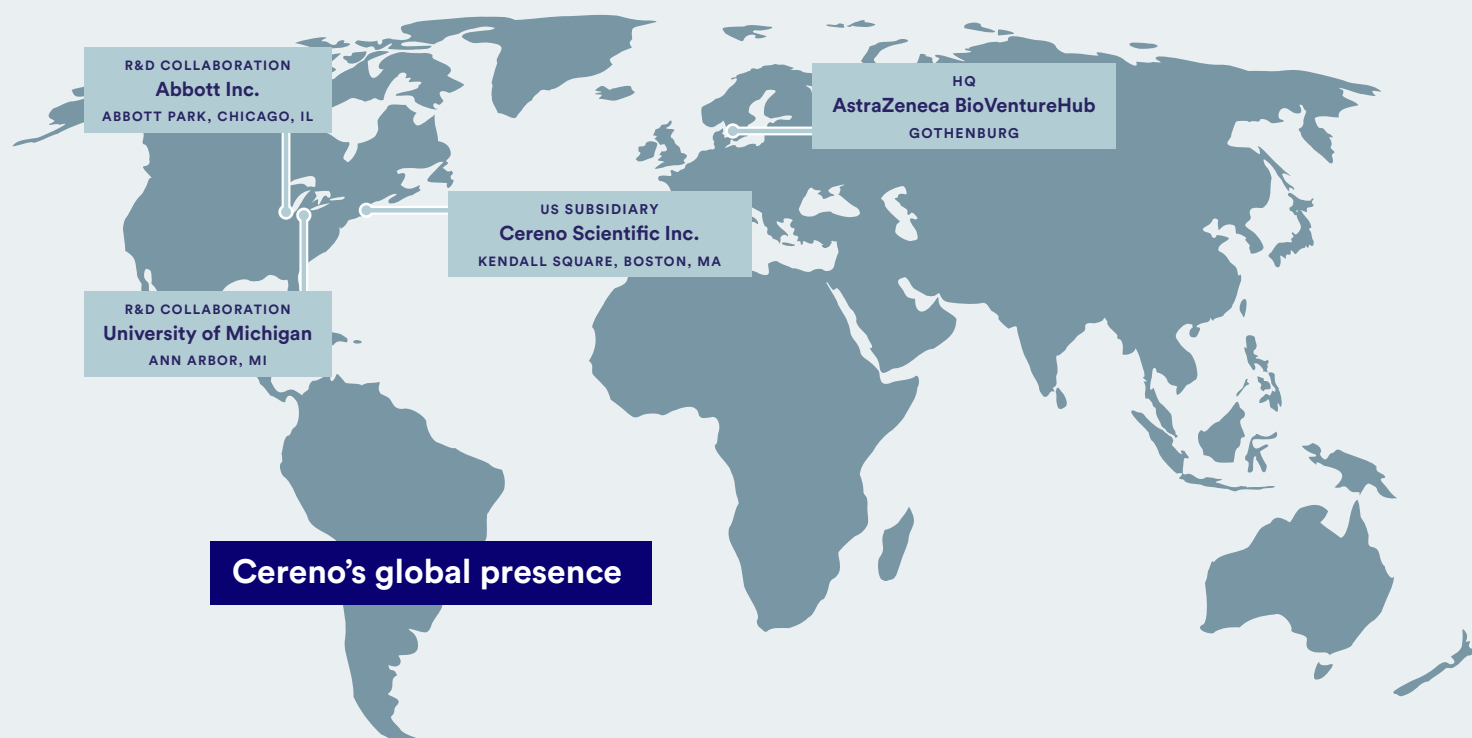 R&D COLLABORATION
Abbott Inc.
ABBOTT PARK, CHICAGO, IL
HQ
AstraZeneca BioVentureHub
GOTHENBURG
US SUBSIDIARY
Cereno Scientific Inc.
KENDALL SQUARE, BOSTON, MA
R&D COLLABORATION
University of Michigan
ANN ARBOR, MI
Cereno’s global presence